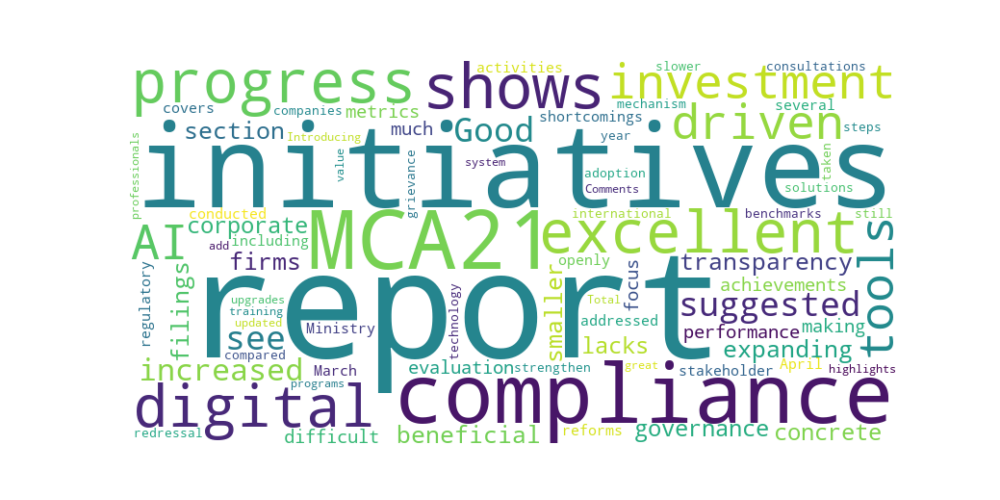 slower consultations
activities
progress shows investment
covers companies metrics mechanism several
section Introducing much Good shortcomings driven steps
year
initiatives
professionals value grievance system adoption Comments solutions taken
conducted international benchmarks still
AI corporate MCA21 excellent tools
add including
firms openly transparency
regulatory filings report smaller focus achievements
upgrades training updated Total addressed suggested
see Ministry technology performance making
compared lacks expanding
increased March evaluation strengthen stakeholder April highlights
great
digital programs compliance
redressal difficult beneficial reforms governance concrete